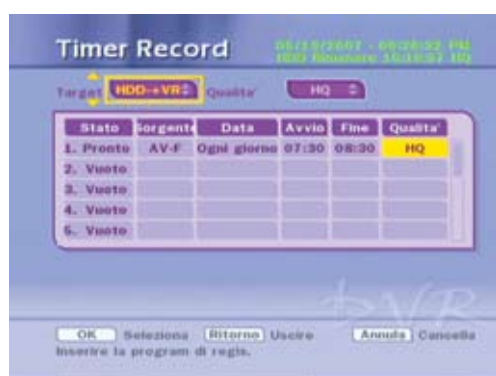 Timer Record
Target HDD→VR Qualita' HQ
Stato Sorgente Data Avvio Fine Qualita'
1. Pronto AV-F Ogni giorno 07:30 08:30 HQ
2. Vuoto
3. Vuoto
4. Vuoto
5. Vuoto
DVR
OK Seleziona Ritorno Uscire Annulla Cancella
Inserire la program di regis.